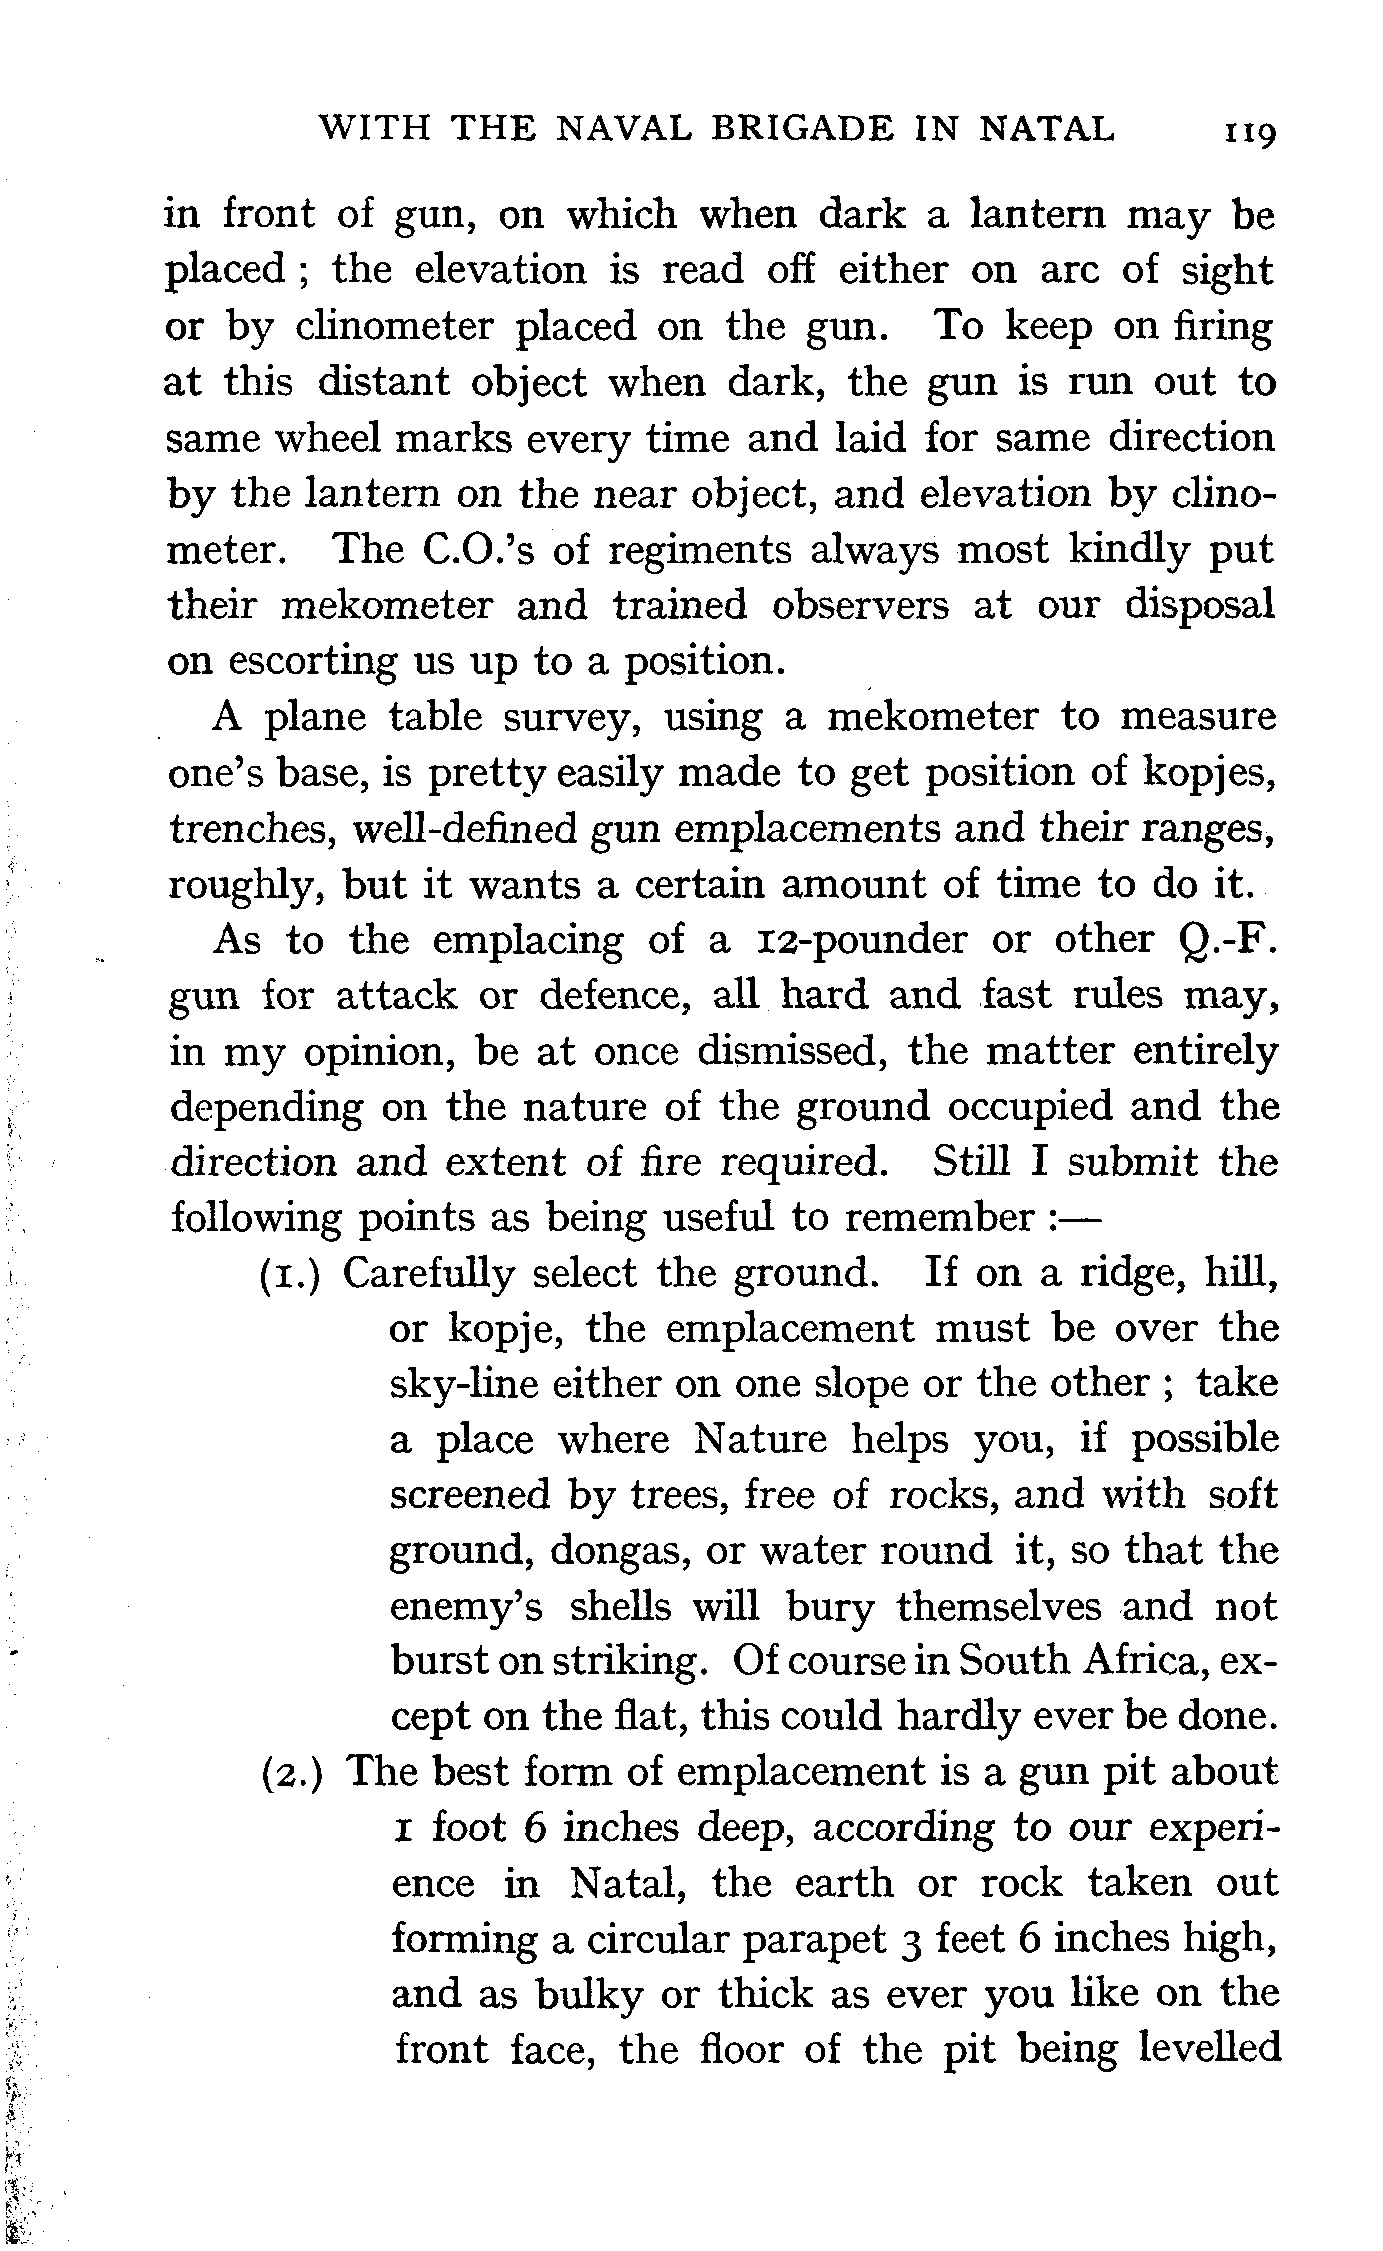 WITH THE NAVAL BRIGADE IN NATAL 119
in front of gun, on which when dark a lantern may be
placed ; the elevation is read off either on arc of sight
or by clinometer placed on the gun. To keep on firing
at this distant object when dark, the gun is run out to
same wheel marks every time and laid for same direction
by the lantern on the near object, and elevation by clino-
meter. The C.O.'s of regiments always most kindly put
their mekometer and trained observers at our disposal
on escorting us up to a position.
A plane table survey, using a mekometer to measure
one's base, is pretty easily made to get position of kopjes,
trenches, well-defined gun emplacements and their ranges,
roughly, but it wants a certain amount of time to do it.
As to the emplacing of a 12-pounder or other Q.-F.
gun for attack or defence, all hard and fast rules may,
in my opinion, be at once dismissed, the matter entirely
depending on the nature of the ground occupied and the
direction and extent of fire required. Still I submit the
following points as being useful to remember :—
(1.) Carefully select the ground. If on a ridge, hill,
or kopje, the emplacement must be over the
sky-line either on one slope or the other ; take
a place where Nature helps you, if possible
screened by trees, free of rocks, and with soft
ground, dongas, or water round it, so that the
enemy's shells will bury themselves and not
burst on striking. Of course in South Africa, ex-
cept on the flat, this could hardly ever be done.
(2.) The best form of emplacement is a gun pit about
1 foot 6 inches deep, according to our experi-
ence in Natal, the earth or rock taken out
forming a circular parapet 3 feet 6 inches high,
and as bulky or thick as ever you like on the
front face, the floor of the pit being levelled